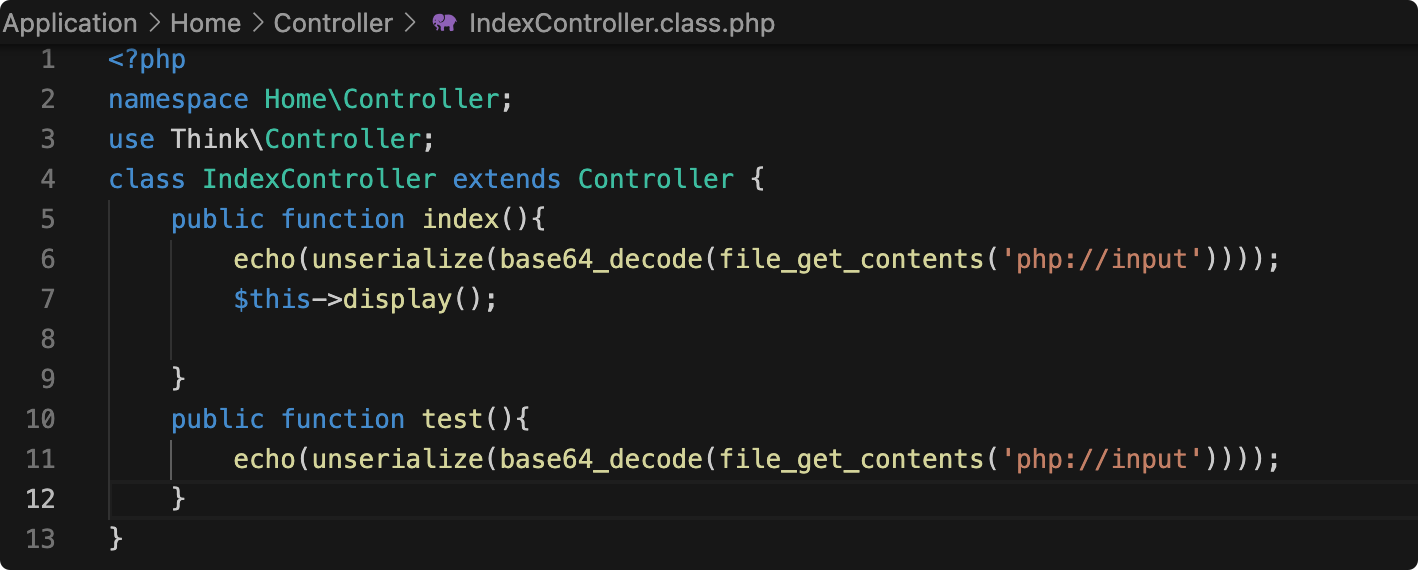 Application > Home > Controller > IndexController.class.php
1 <?php
2 namespace Home\Controller;
3 use Think\Controller;
4 class IndexController extends Controller {
5     public function index(){
6         echo(unserialize(base64_decode(file_get_contents('php://input'))));
7         $this->display();
8
9     }
10     public function test(){
11         echo(unserialize(base64_decode(file_get_contents('php://input'))));
12     }
13 }